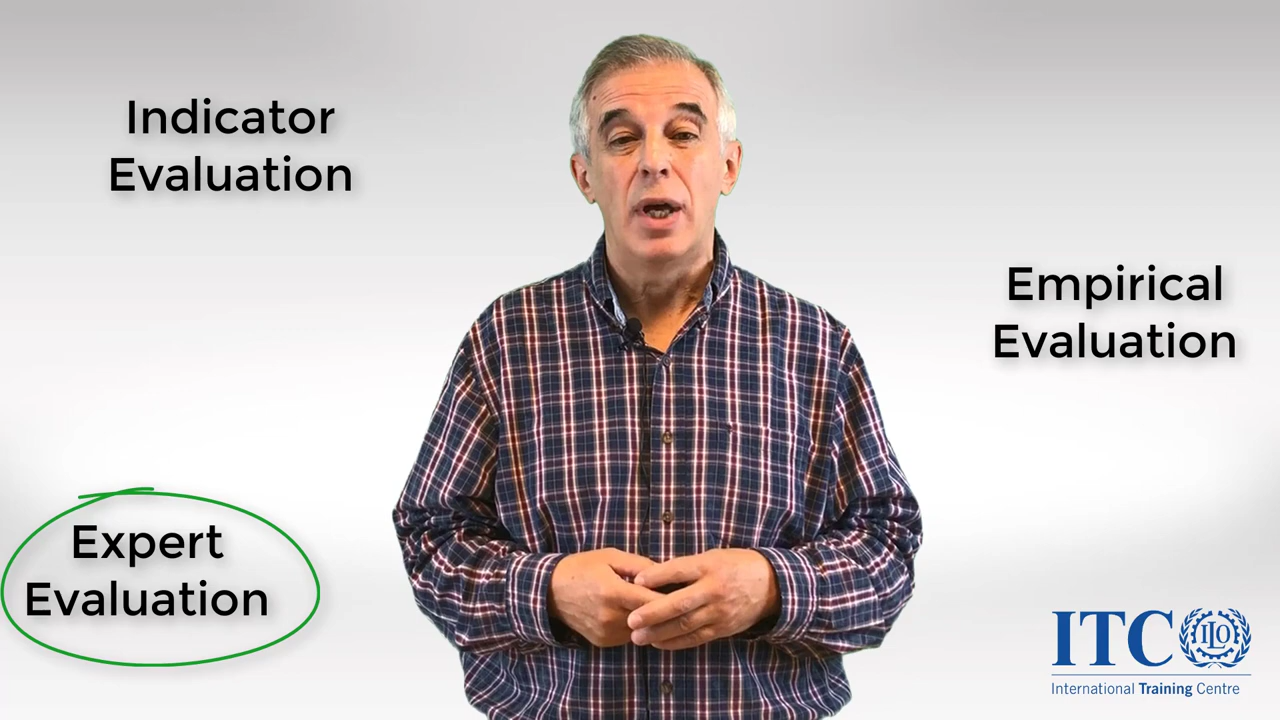 Indicator
Evaluation
Empirical
Evaluation
Expert
Evaluation
ITC
ILO
International Training Centre